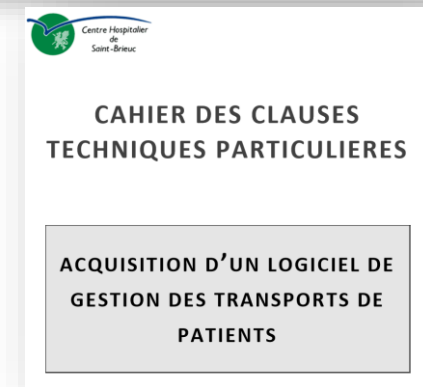 Centre Hospitalier
de
Saint-Brieuc
CAHIER DES CLAUSES
TECHNIQUES PARTICULIERES
ACQUISITION D’UN LOGICIEL DE
GESTION DES TRANSPORTS DE
PATIENTS